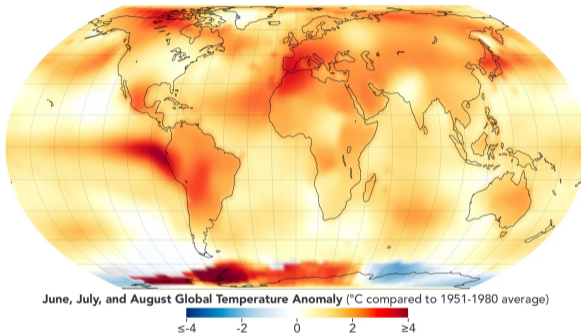 June, July, and August Global Temperature Anomaly (°C compared to 1951-1980 average)
≤-4 -2 0 2 ≥4